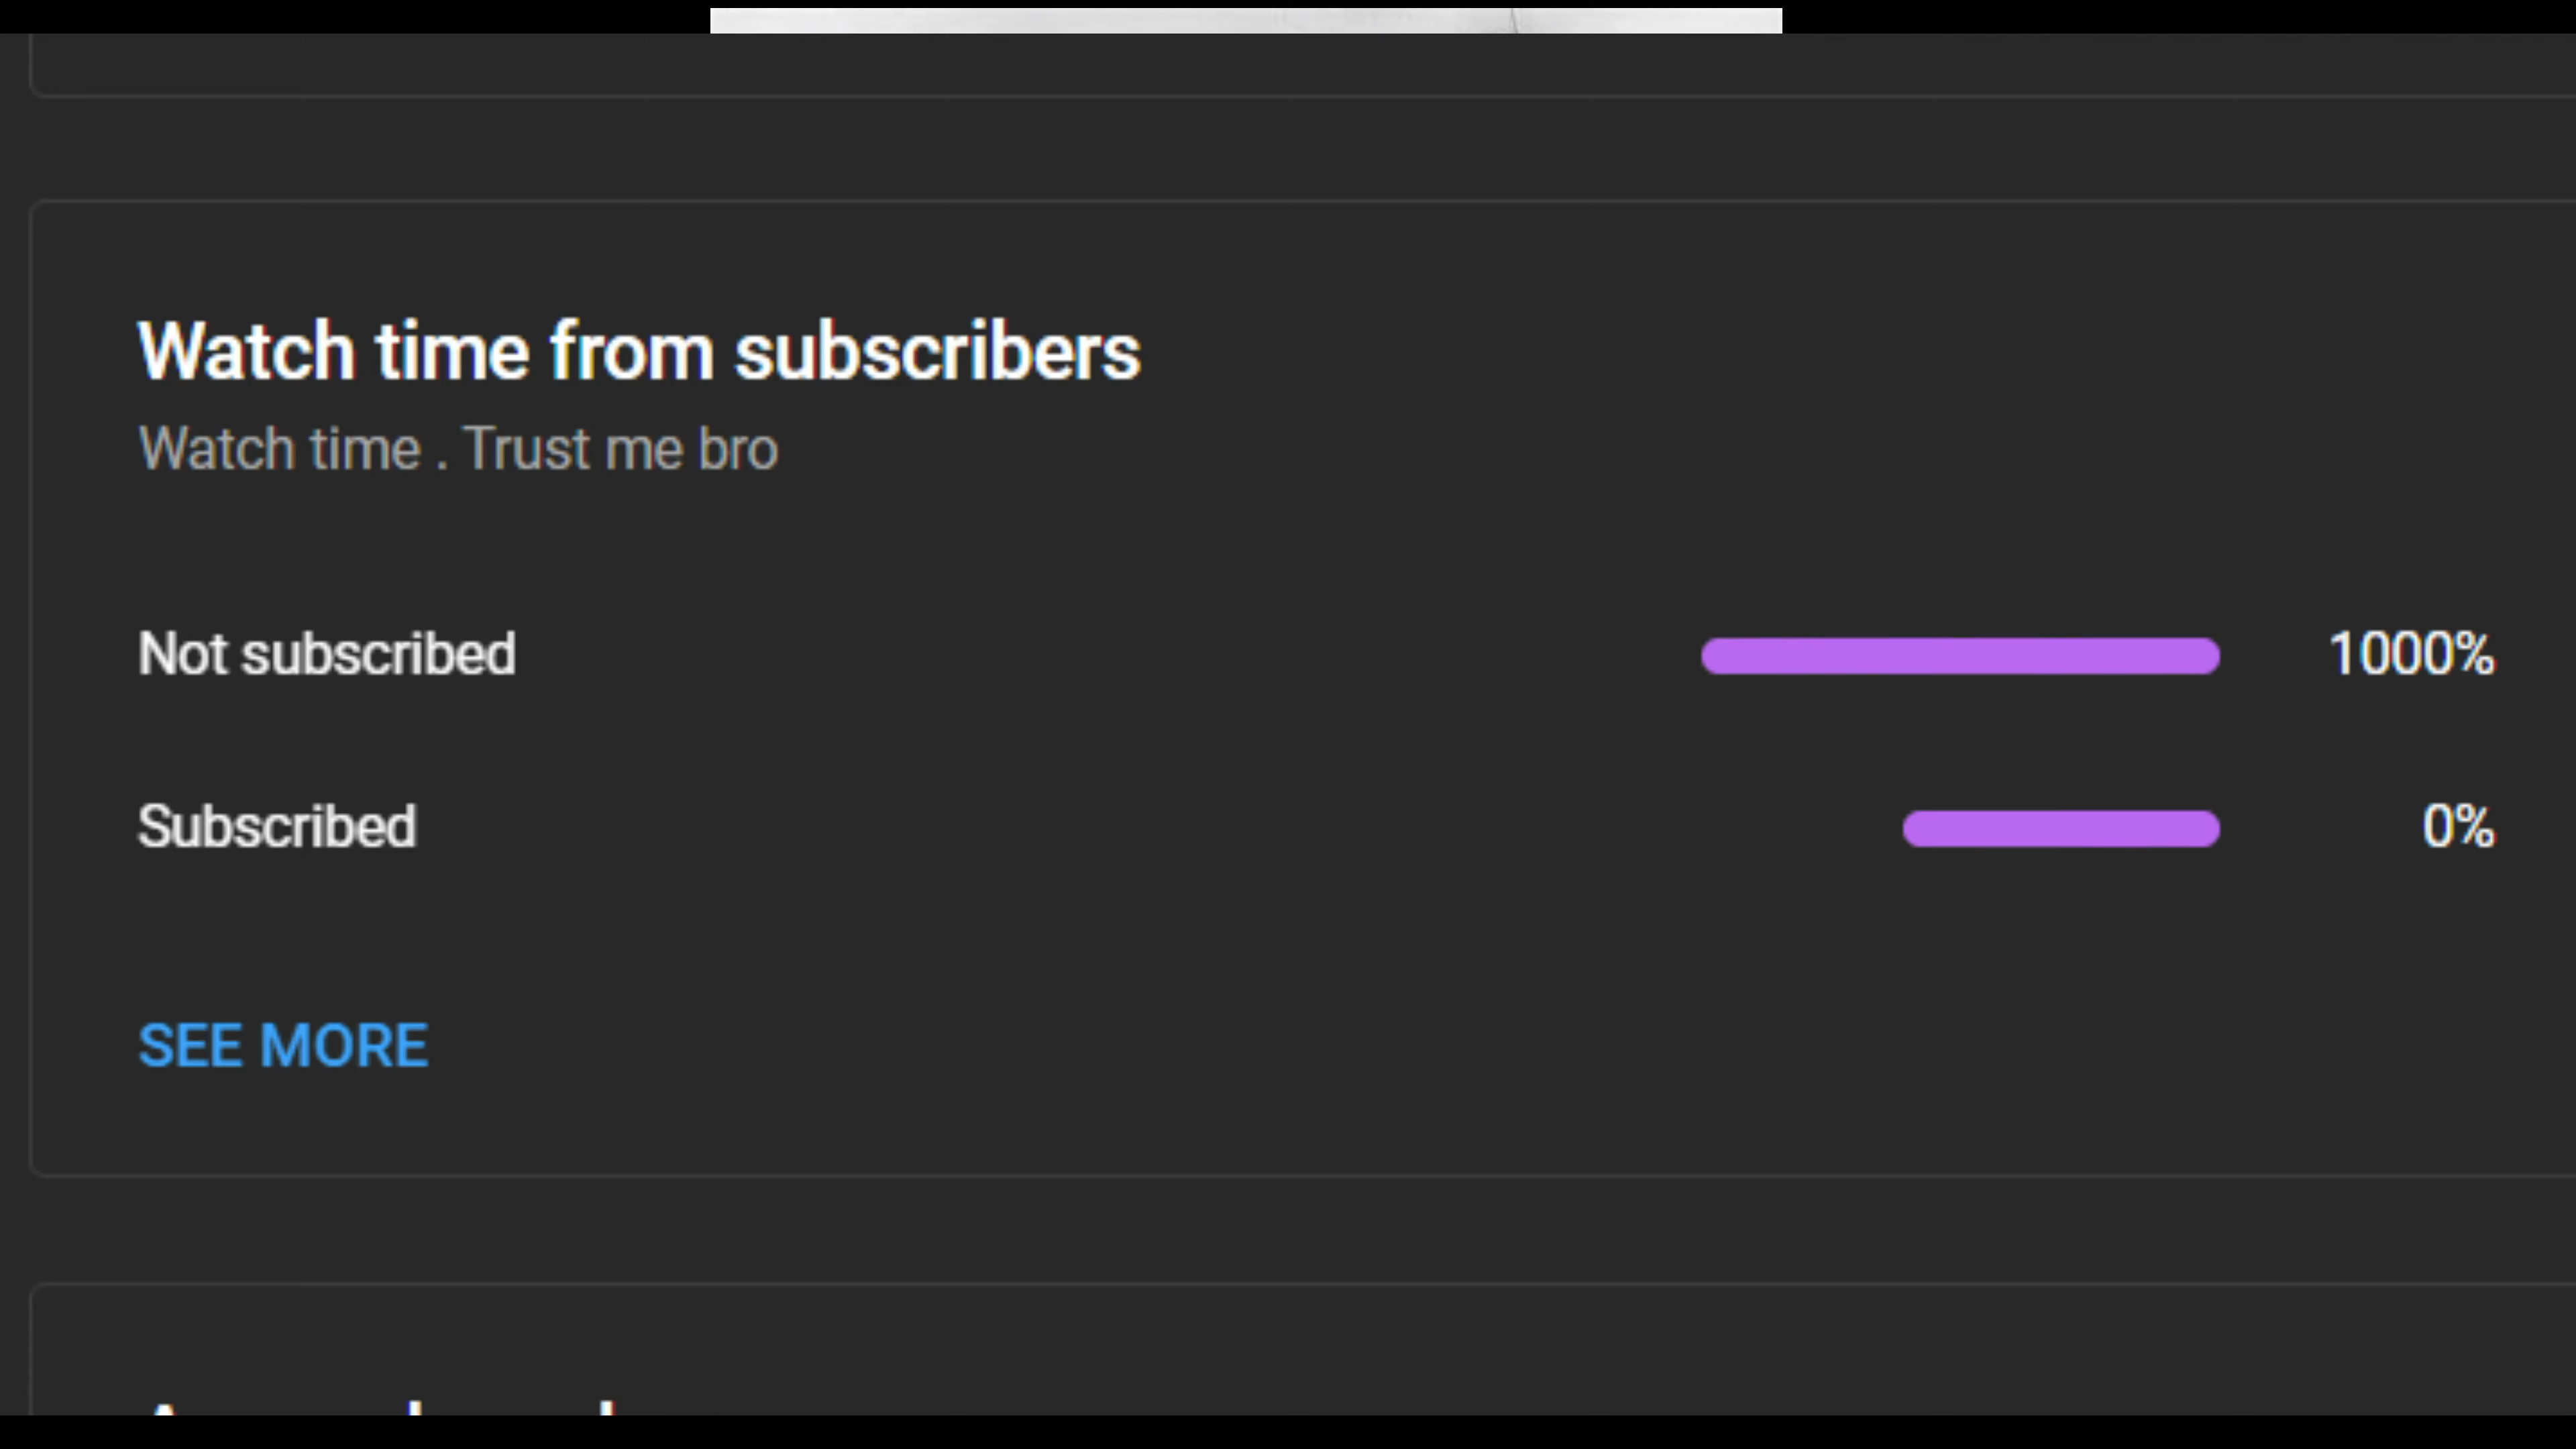 Watch time from subscribers
Watch time . Trust me bro
Not subscribed 1000%
Subscribed 0%
SEE MORE